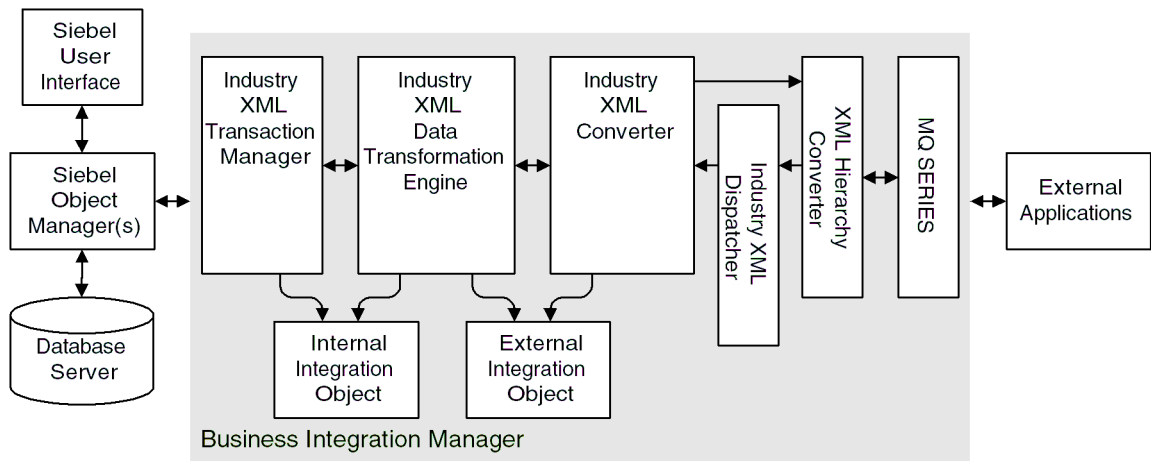 Siebel
User
Interface
Siebel
Object
Manager(s)
Database
Server
Industry
XML
Transaction
Manager
Industry
XML
Data
Transformation
Engine
Industry
XML
Converter
Industry XML
Dispatcher
XML Hierarchy
Converter
MQ SERIES
External
Applications
Internal
Integration
Object
External
Integration
Object
Business Integration Manager